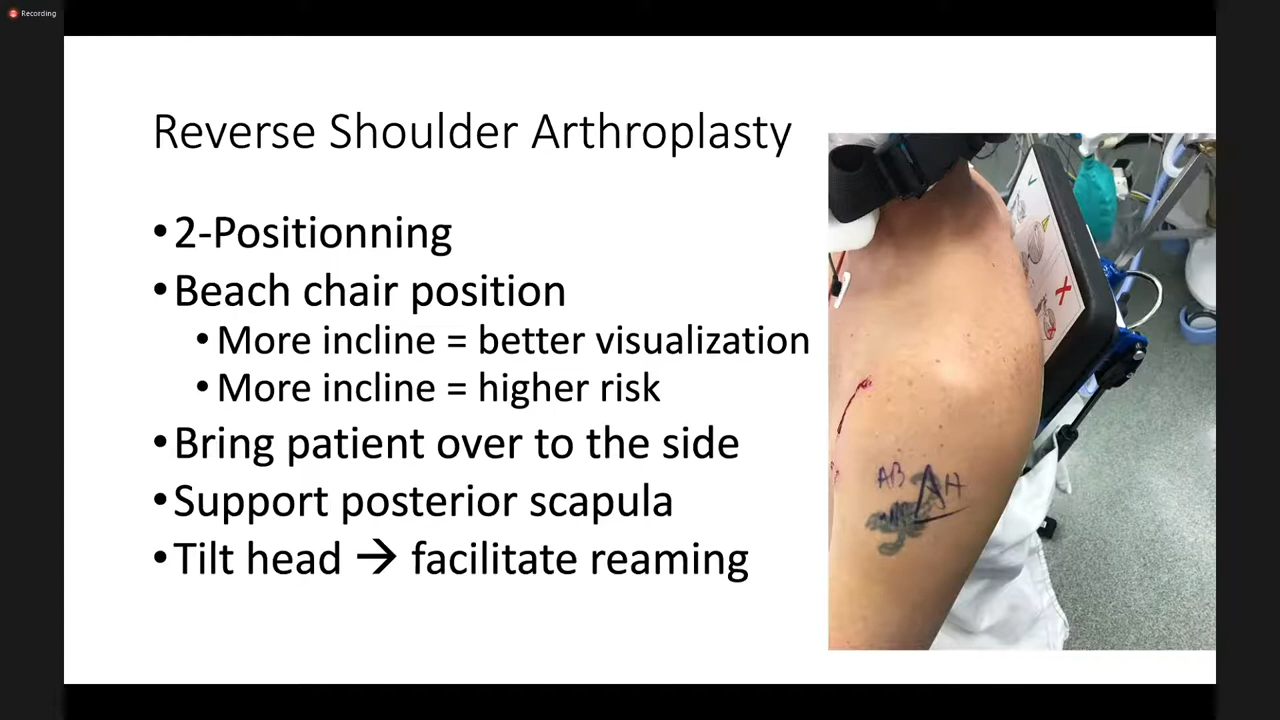 Recording
Reverse Shoulder Arthroplasty
•2-Positionning
•Beach chair position
•More incline = better visualization
•More incline = higher risk
•Bring patient over to the side
•Support posterior scapula
•Tilt head → facilitate reaming
AB